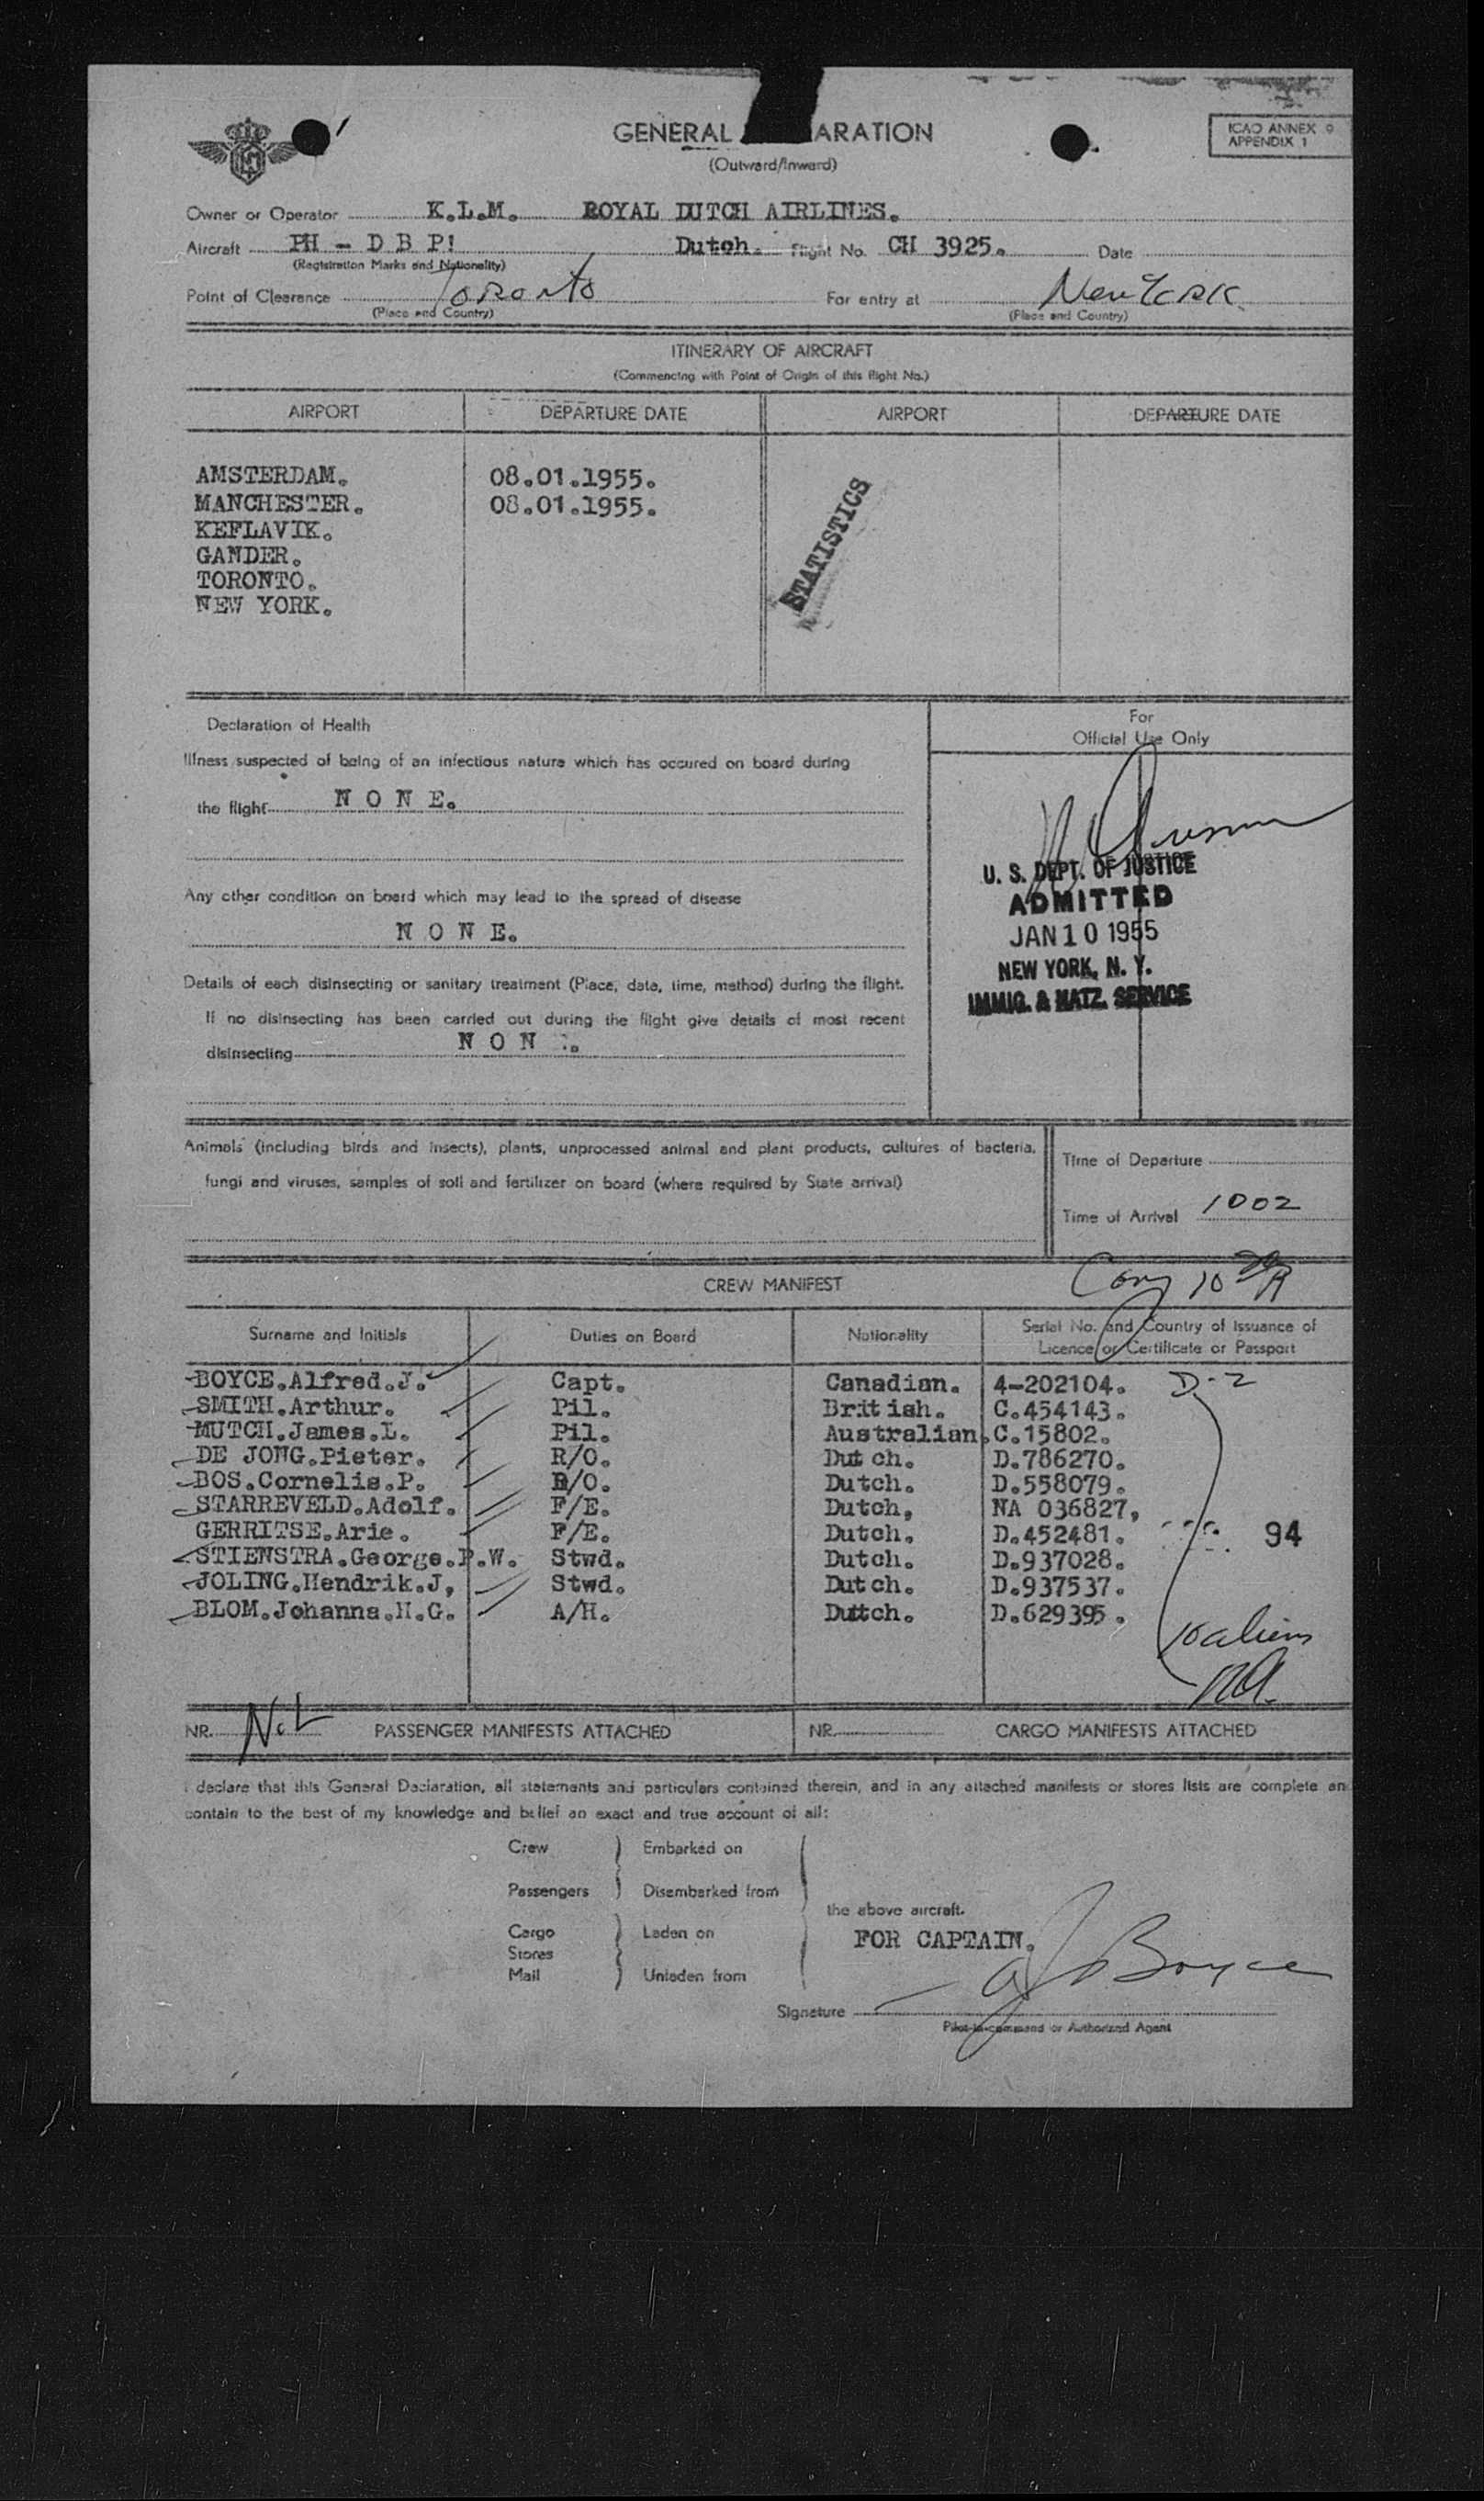 GENERAL ARATION
(Outward/Inward)
ICAO ANNEX 9
APPENDIX 1
Owner or Operator K.L.M. ROYAL DUTCH AIRLINES.
Aircraft PH - D B P! Dutch. Flight No. CH 3925. Date
(Registration Marks and Nationality)
Point of Clearance Toronto For entry at New York
(Place and Country) (Place and Country)
ITINERARY OF AIRCRAFT
(Commencing with Point of Origin of this flight No.)
AIRPORT DEPARTURE DATE AIRPORT DEPARTURE DATE
AMSTERDAM. 08.01.1955.
MANCHESTER. 08.01.1955.
KEFLAVIK.
GANDER.
TORONTO.
NEW YORK.
STATISTICS
Declaration of Health
For
Official Use Only
Illness suspected of being of an infectious nature which has occured on board during
the flight N O N E.
Any other condition on board which may lead to the spread of disease
N O N E.
Details of each disinsecting or sanitary treatment (Place, date, time, method) during the flight.
If no disinsecting has been carried out during the flight give details of most recent
disinsecting N O N .
U. S. DEPT. OF JUSTICE
ADMITTED
JAN 10 1955
NEW YORK, N. Y.
IMMIG. & NATZ. SERVICE
Animals (including birds and insects), plants, unprocessed animal and plant products, cultures of bacteria,
fungi and viruses, samples of soil and fertilizer on board (where required by State arrival)
Time of Departure
Time of Arrival 1002
CREW MANIFEST
Surname and Initials Duties on Board Nationality Serial No. and Country of Issuance of
Licence or Certificate or Passport
BOYCE.Alfred.J. Capt. Canadian. 4-202104. D-2
SMITH.Arthur. Pil. British. C.454143.
MUTCH.James.L. Pil. Australian. C.15802.
DE JONG.Pieter. R/O. Dutch. D.786270.
BOS.Cornelis.P. R/O. Dutch. D.558079.
STARREVELD.Adolf. F/E. Dutch, NA 036827,
GERRITSE.Arie. F/E. Dutch. D.452481. 94
STIENSTRA.George.P.W. Stwd. Dutch. D.937028.
JOLING.Hendrik.J, Stwd. Dutch. D.937537.
BLOM.Johanna.H.G. A/H. Duttch. D.629395.
10 aliens
NR. Nil PASSENGER MANIFESTS ATTACHED NR. CARGO MANIFESTS ATTACHED
I declare that this General Declaration, all statements and particulars contained therein, and in any attached manifests or stores lists are complete an
contain to the best of my knowledge and belief an exact and true account of all:
Crew Embarked on
Passengers Disembarked from
the above aircraft.
Cargo Laden on
FOR CAPTAIN.
Stores
Mail Unladen from
Signature AJ Boyce
Pilot-in-command or Authorized Agent